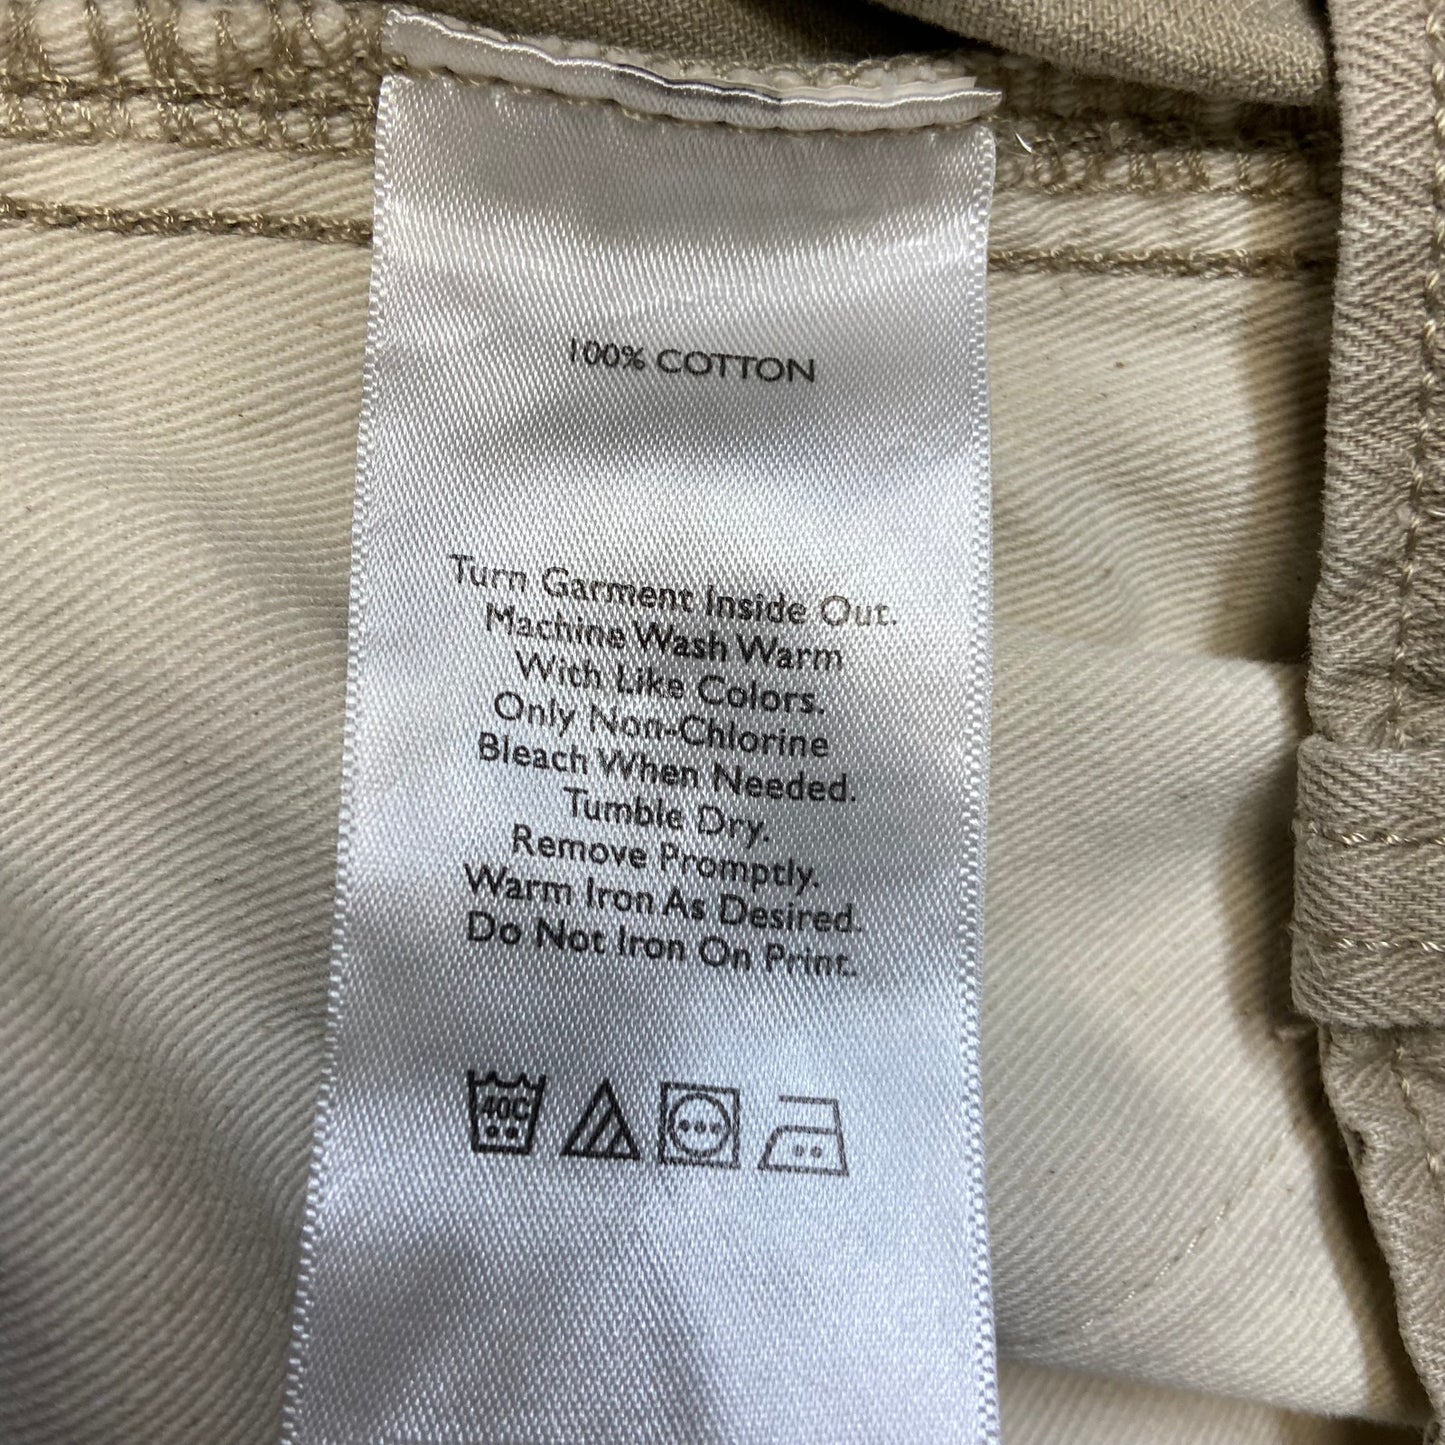 100% COTTON
Turn Garment Inside Out.
Machine Wash Warm
With Like Colors.
Only Non-Chlorine
Bleach When Needed.
Tumble Dry.
Remove Promptly.
Warm Iron As Desired.
Do Not Iron On Print.
40C